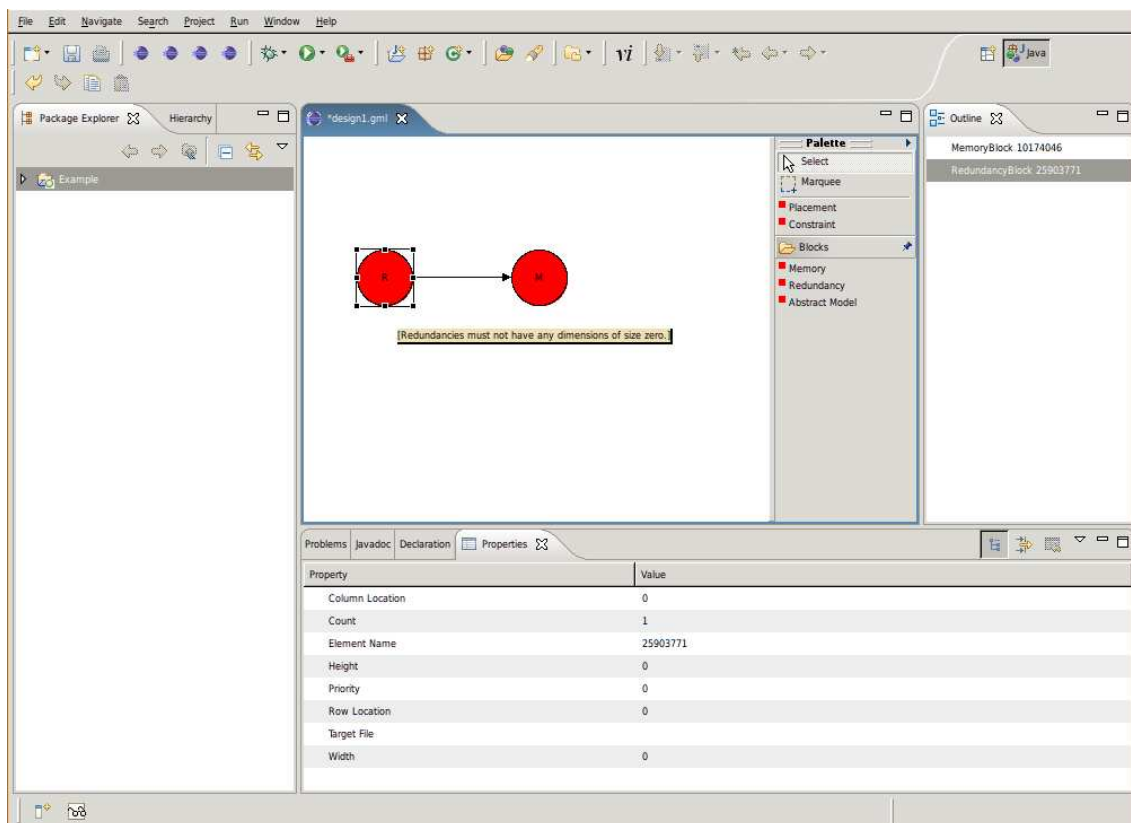 File Edit Navigate Search Project Run Window Help
vi
Java
Package Explorer Hierarchy
Example
*design1.gml
R
M
[Redundancies must not have any dimensions of size zero.]
Palette
Select
Marquee
Placement
Constraint
Blocks
Memory
Redundancy
Abstract Model
Outline
MemoryBlock 10174046
RedundancyBlock 25903771
Problems Javadoc Declaration Properties
Property Value
Column Location 0
Count 1
Element Name 25903771
Height 0
Priority 0
Row Location 0
Target File
Width 0